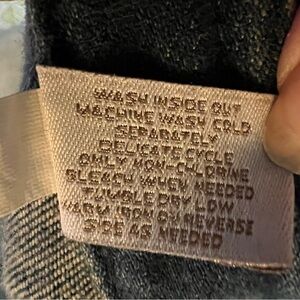 WASH INSIDE OUT
MACHINE WASH COLD
SEPARATELY
DELICATE CYCLE
ONLY NON-CHLORINE
BLEACH WHEN NEEDED
TUMBLE DRY LOW
WARM IRON ON REVERSE
SIDE AS NEEDED